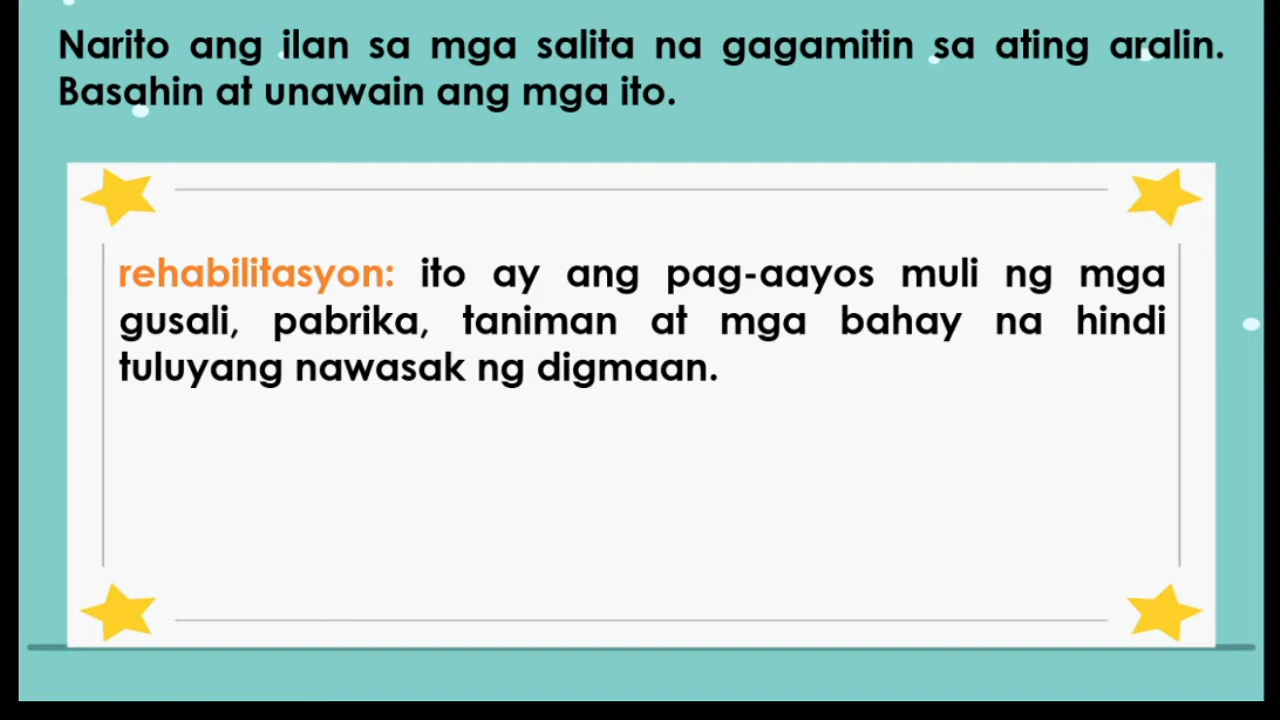 Narito ang ilan sa mga salita na gagamitin sa ating aralin.
Basahin at unawain ang mga ito.
rehabilitasyon: ito ay ang pag-aayos muli ng mga
gusali, pabrika, taniman at mga bahay na hindi
tuluyang nawasak ng digmaan.